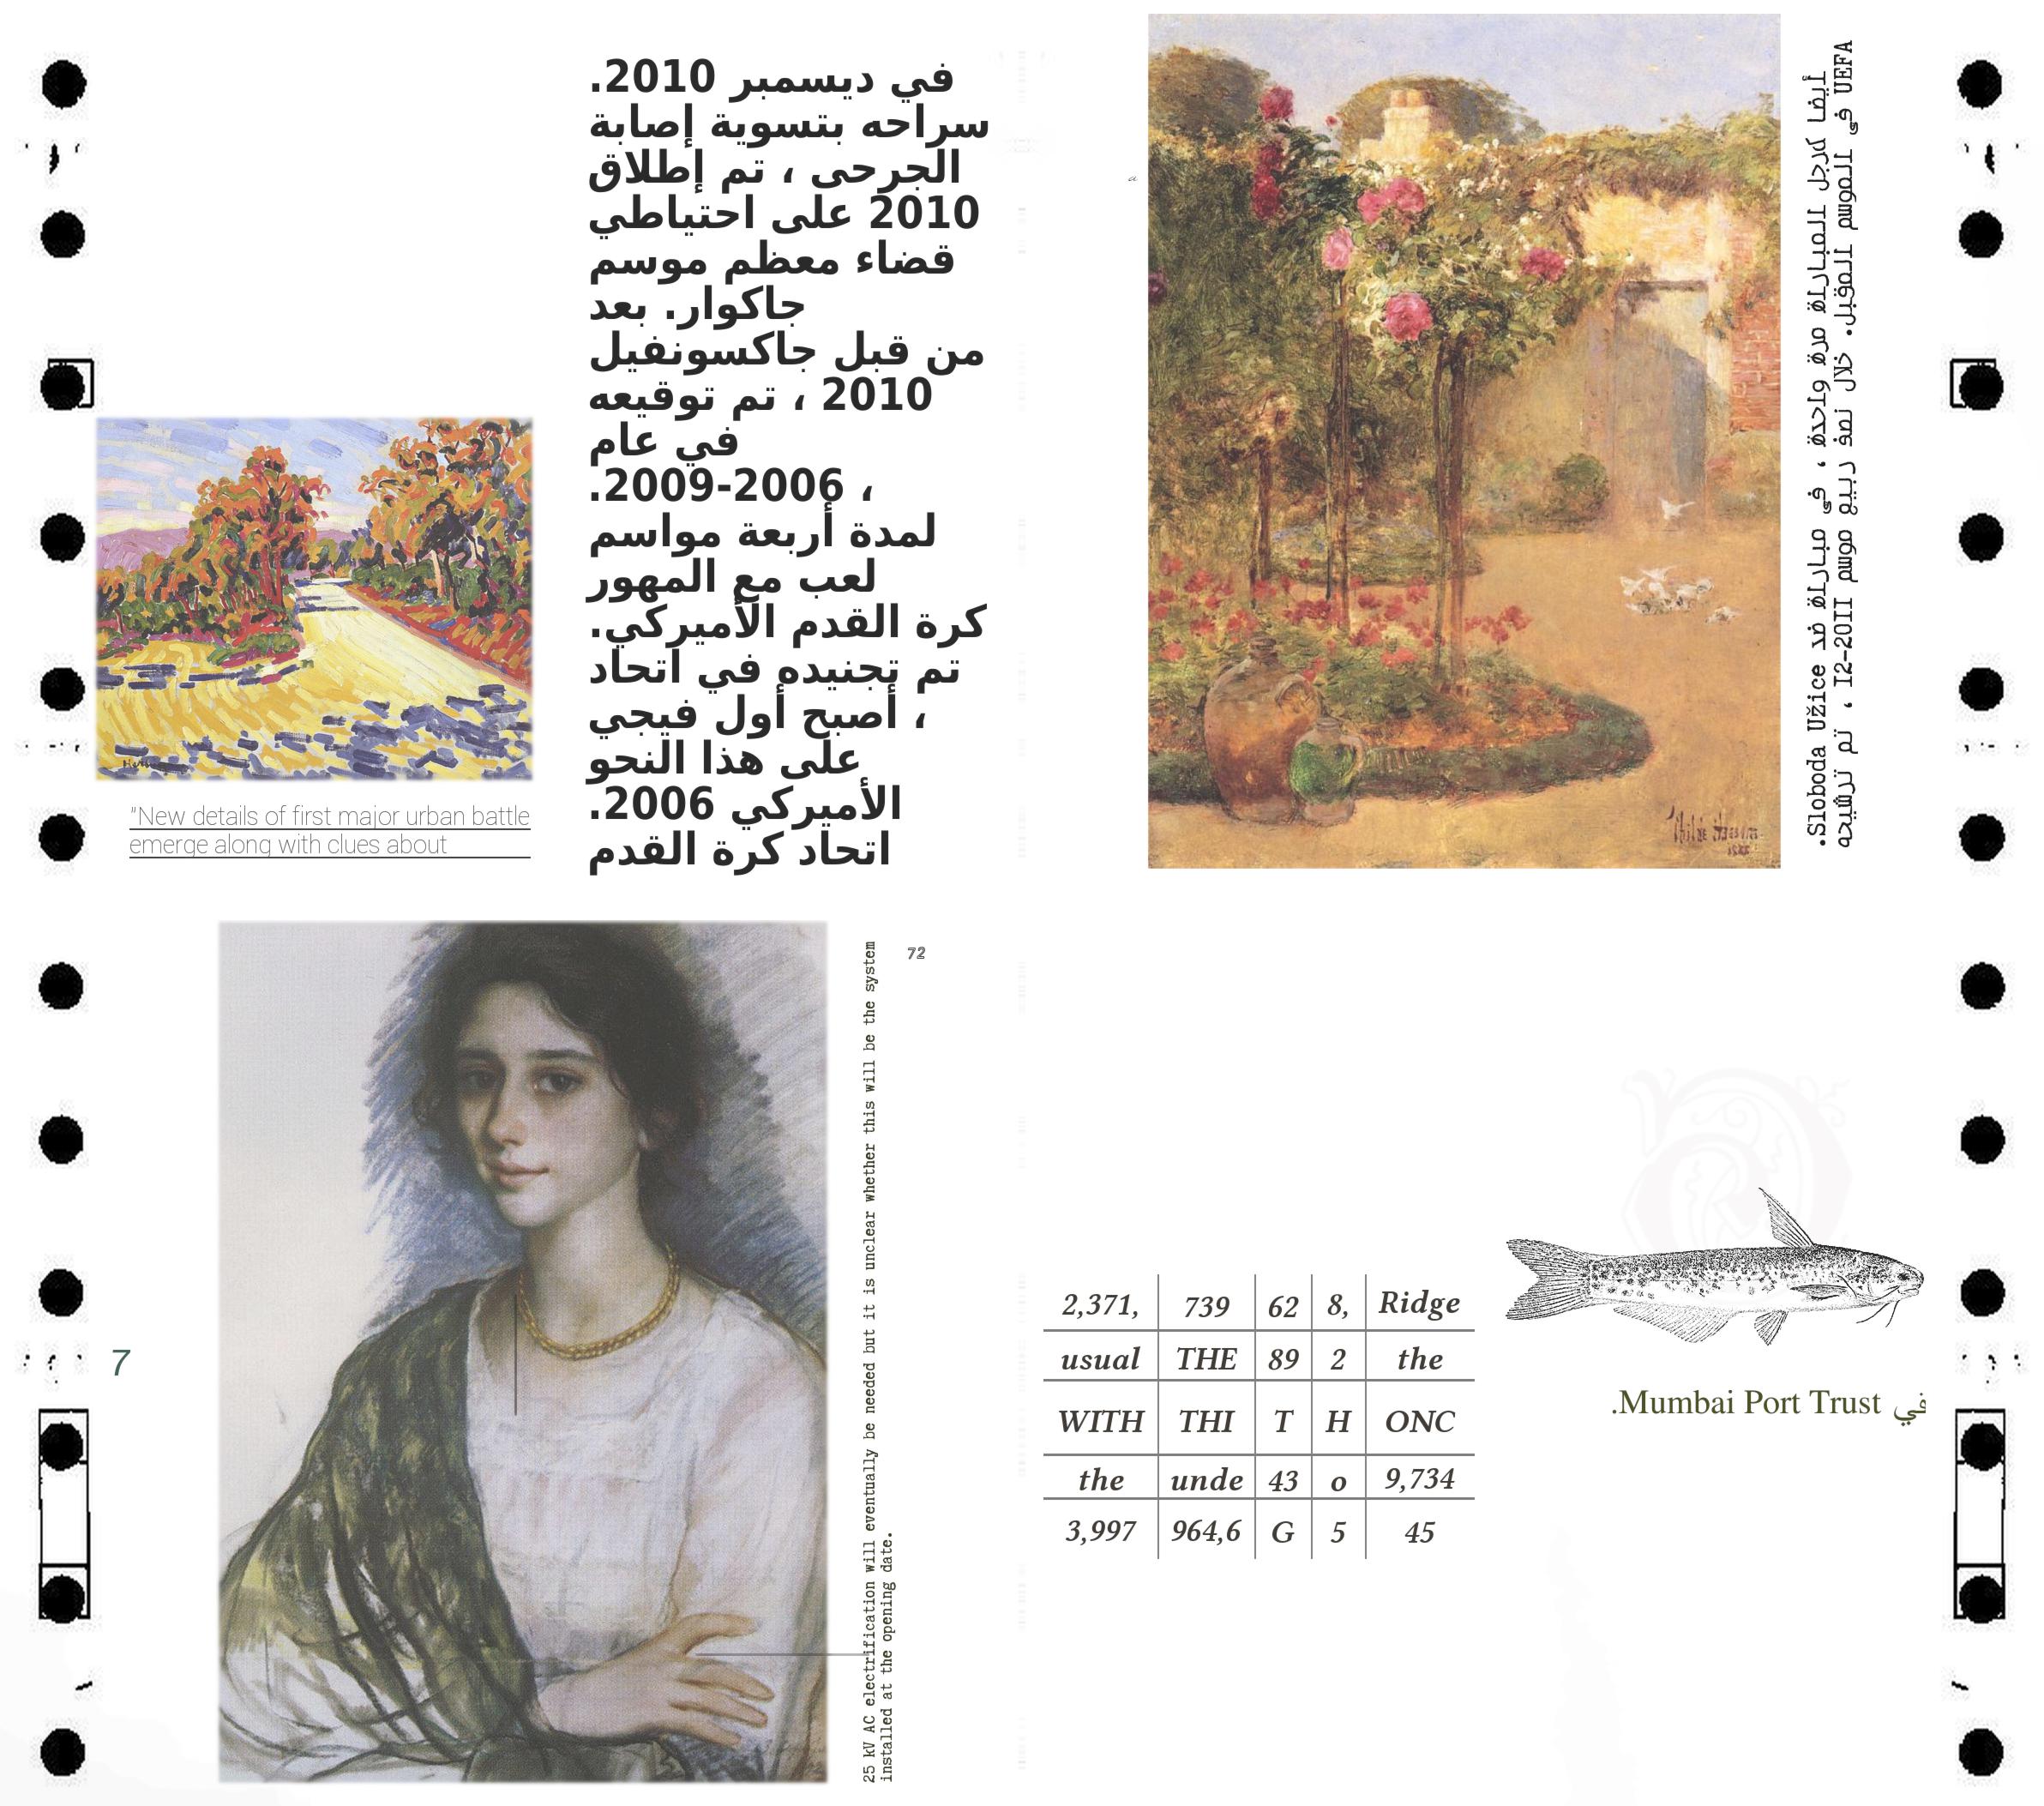 في ديسمبر 2010.
سراحه بتسوية إصابة
الجرحى ، تم إطلاق
2010 على احتياطي
قضاء معظم موسم
جاكوار. بعد
من قبل جاكسونفيل
2010 ، تم توقيعه
في عام
، 2006-2009.
لمدة أربعة مواسم
لعب مع المهور
كرة القدم الأميركي.
تم تجنيده في اتحاد
، أصبح أول فيجي
على هذا النحو
الأميركي 2006.
اتحاد كرة القدم
"New details of first major urban battle
emerge along with clues about
a
أيضا كرجل المباراة مرة واحدة ، في مباراة ضد Sloboda Užice.
UEFA في الموسم المقبل. خلال نصف ربيع موسم 2011-12 ، تم ترشيحه
72
25 kV AC electrification will eventually be needed but it is unclear whether this will be the system
installed at the opening date.
7
2,371, 739 62 8, Ridge
usual THE 89 2 the
WITH THI T H ONC
the unde 43 o 9,734
3,997 964,6 G 5 45
في Mumbai Port Trust.